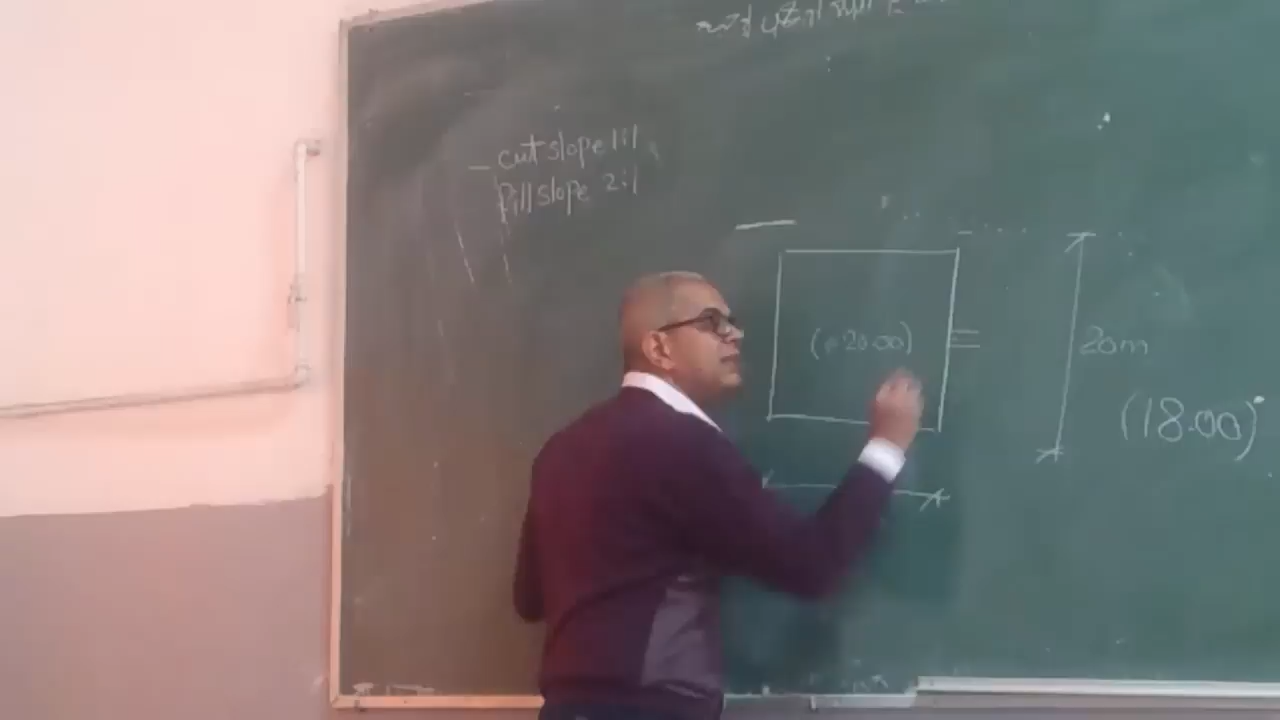 - cut slope 1:1
fill slope 2:1
(+20.00)
20m
(18.00)